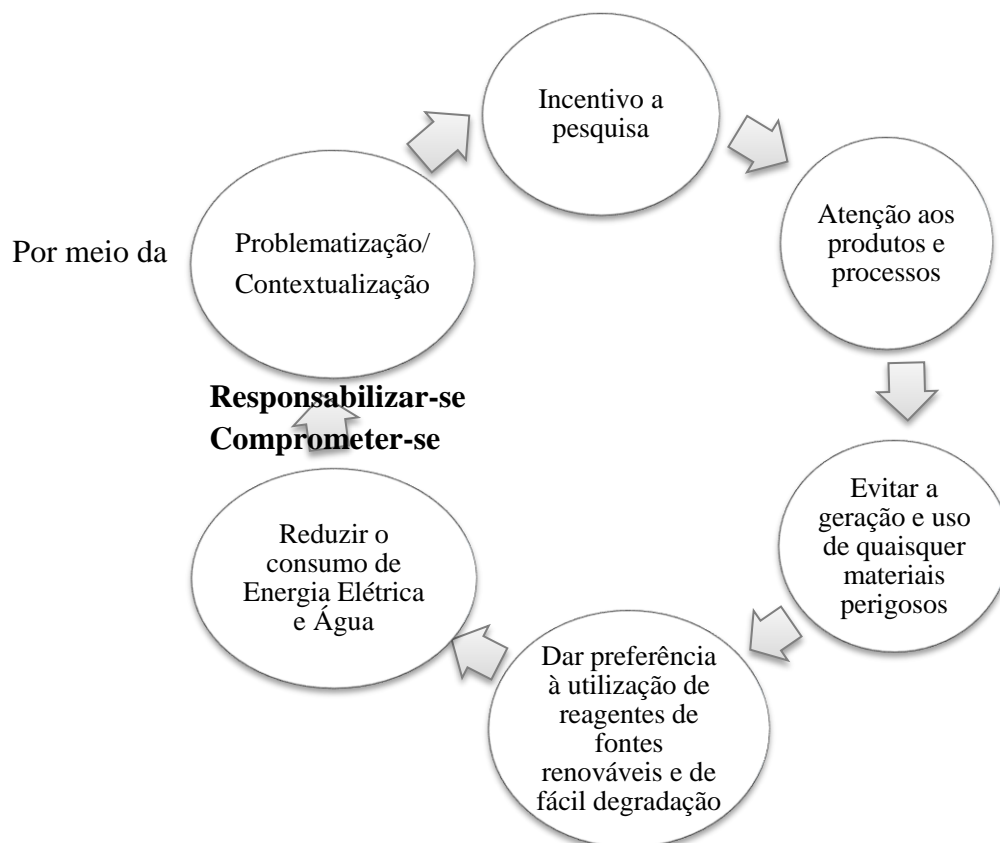 Por meio da
Problematização/
Contextualização
Incentivo a
pesquisa
Atenção aos
produtos e
processos
Evitar a
geração e uso
de quaisquer
materiais
perigosos
Dar preferência
à utilização de
reagentes de
fontes
renováveis e de
fácil degradação
Reduzir o
consumo de
Energia Elétrica
e Água
Responsabilizar-se
Comprometer-se